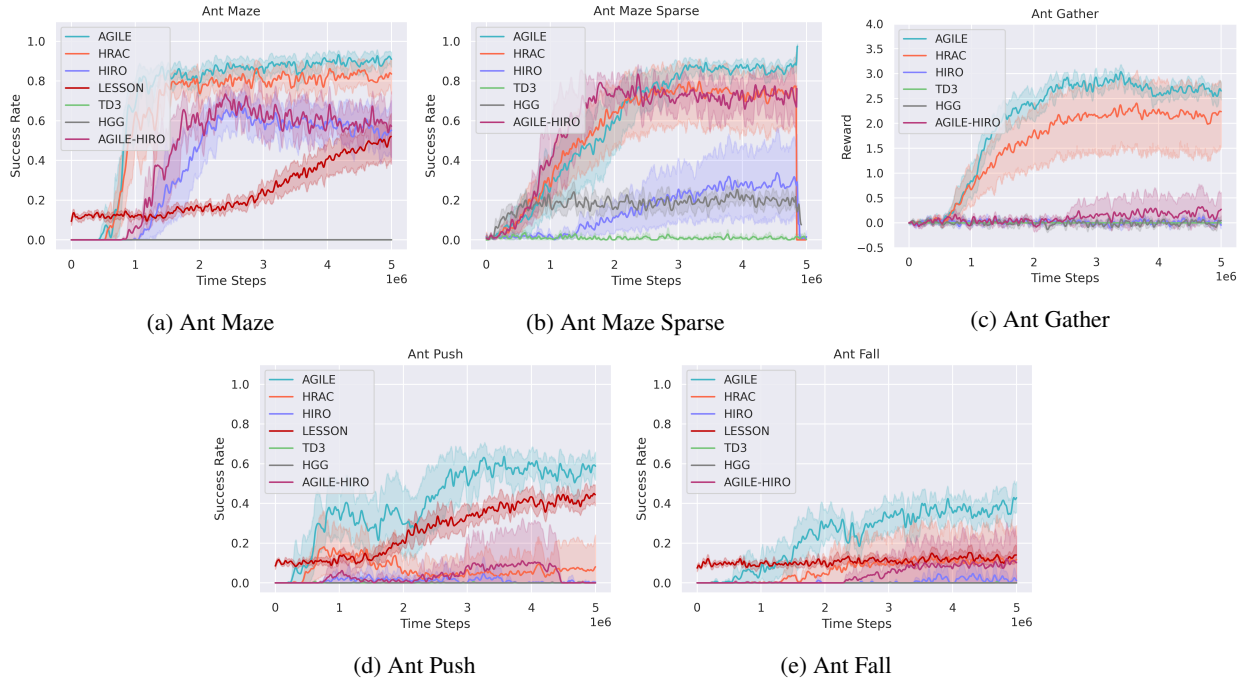 Ant Maze
1.0
0.8
0.6
0.4
0.2
0.0
Success Rate
AGILE
HRAC
HIRO
LESSON
TD3
HGG
AGILE-HIRO
0 1 2 3 4 5
Time Steps
1e6
(a) Ant Maze
Ant Maze Sparse
1.0
0.8
0.6
0.4
0.2
0.0
Success Rate
AGILE
HRAC
HIRO
TD3
HGG
AGILE-HIRO
0 1 2 3 4 5
Time Steps
1e6
(b) Ant Maze Sparse
Ant Gather
4.0
3.5
3.0
2.5
2.0
1.5
1.0
0.5
0.0
−0.5
Reward
AGILE
HRAC
HIRO
TD3
HGG
AGILE-HIRO
0 1 2 3 4 5
Time Steps
1e6
(c) Ant Gather
Ant Push
1.0
0.8
0.6
0.4
0.2
0.0
Success Rate
AGILE
HRAC
HIRO
LESSON
TD3
HGG
AGILE-HIRO
0 1 2 3 4 5
Time Steps
1e6
(d) Ant Push
Ant Fall
1.0
0.8
0.6
0.4
0.2
0.0
Success Rate
AGILE
HRAC
HIRO
LESSON
TD3
HGG
AGILE-HIRO
0 1 2 3 4 5
Time Steps
1e6
(e) Ant Fall